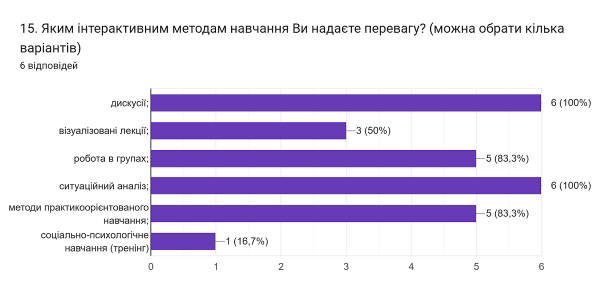 15. Яким інтерактивним методам навчання Ви надаєте перевагу? (можна обрати кілька
варіантів)
6 відповідей
дискусії;
6 (100%)
візуалізовані лекції;
3 (50%)
робота в групах;
5 (83,3%)
ситуаційний аналіз;
6 (100%)
методи практикоорієнтованого
навчання;
5 (83,3%)
соціально-психологічне
навчання (тренінг)
1 (16,7%)
0 1 2 3 4 5 6